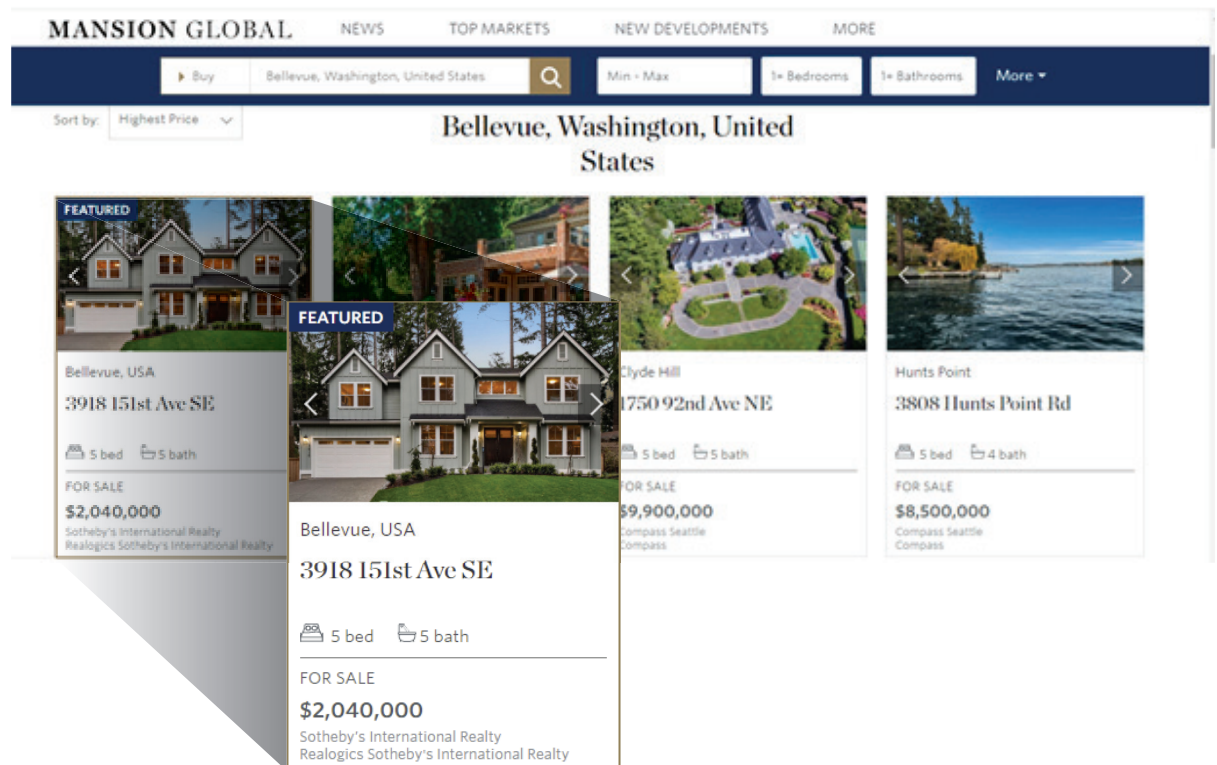 MANSION GLOBAL
NEWS
TOP MARKETS
NEW DEVELOPMENTS
MORE
Buy
Bellevue, Washington, United States
Min - Max
1+ Bedrooms
1+ Bathrooms
More
Sort by:
Highest Price
Bellevue, Washington, United
States
FEATURED
Bellevue, USA
3918 151st Ave SE
5 bed 5 bath
FOR SALE
$2,040,000
Sotheby's International Realty
Realogics Sotheby's International Realty
FEATURED
Bellevue, USA
3918 151st Ave SE
5 bed 5 bath
FOR SALE
$2,040,000
Sotheby's International Realty
Realogics Sotheby's International Realty
Clyde Hill
1750 92nd Ave NE
5 bed 5 bath
FOR SALE
$9,900,000
Compass Seattle
Compass
Hunts Point
3808 Hunts Point Rd
5 bed 4 bath
FOR SALE
$8,500,000
Compass Seattle
Compass